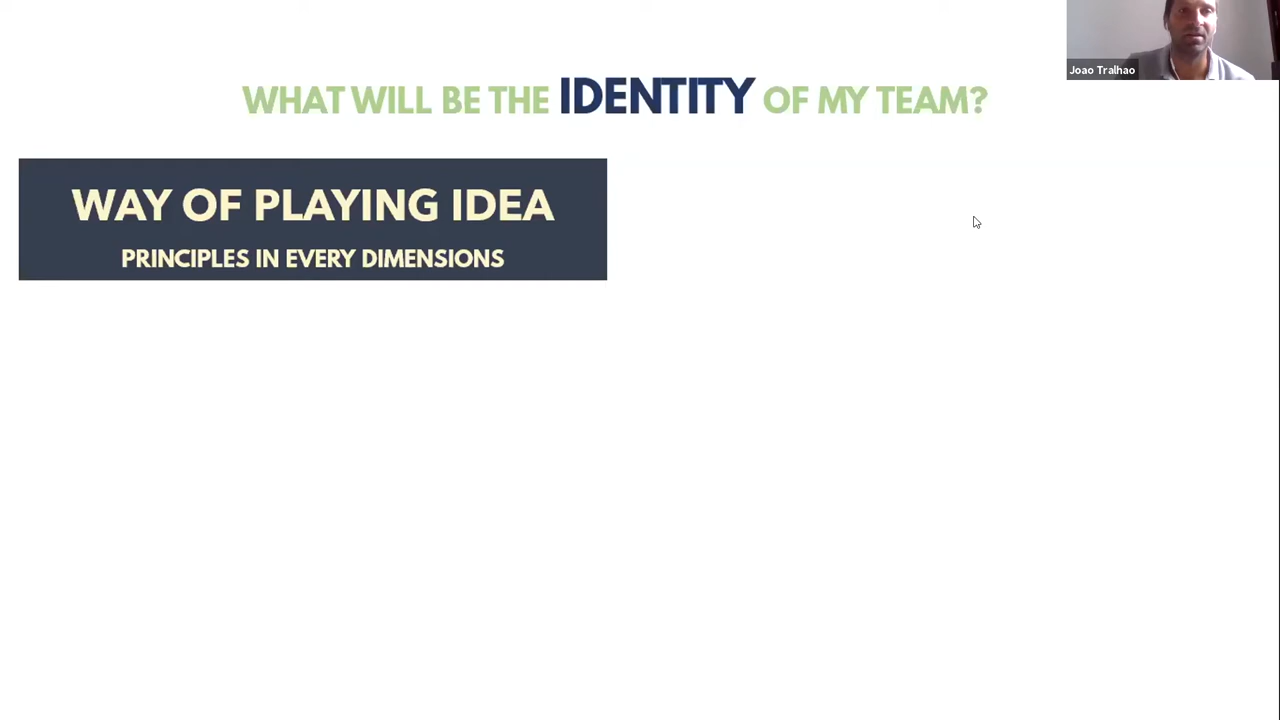 Joao Tralhao
WHAT WILL BE THE IDENTITY OF MY TEAM?
WAY OF PLAYING IDEA
PRINCIPLES IN EVERY DIMENSIONS